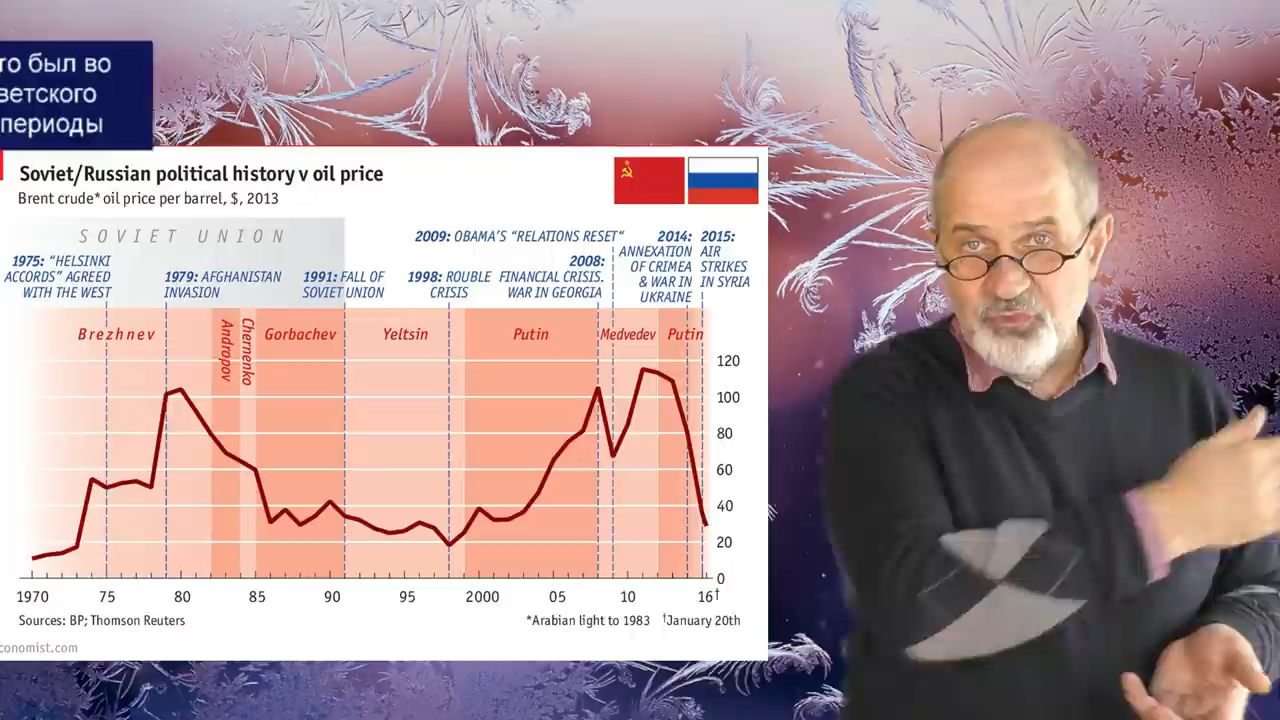 то был во
ветского
периоды
Soviet/Russian political history v oil price
Brent crude* oil price per barrel, $, 2013
SOVIET UNION
1975: “HELSINKI
ACCORDS” AGREED
WITH THE WEST
1979: AFGHANISTAN
INVASION
1991: FALL OF
SOVIET UNION
1998: ROUBLE
CRISIS
2009: OBAMA’S “RELATIONS RESET“
2008:
FINANCIAL CRISIS.
WAR IN GEORGIA
2014:
ANNEXATION
OF CRIMEA
& WAR IN
UKRAINE
2015:
AIR
STRIKES
IN SYRIA
Brezhnev
Andropov
Chernenko
Gorbachev
Yeltsin
Putin
Medvedev
Putin
120
100
80
60
40
20
0
1970 75 80 85 90 95 2000 05 10 16†
Sources: BP; Thomson Reuters
*Arabian light to 1983 †January 20th
conomist.com